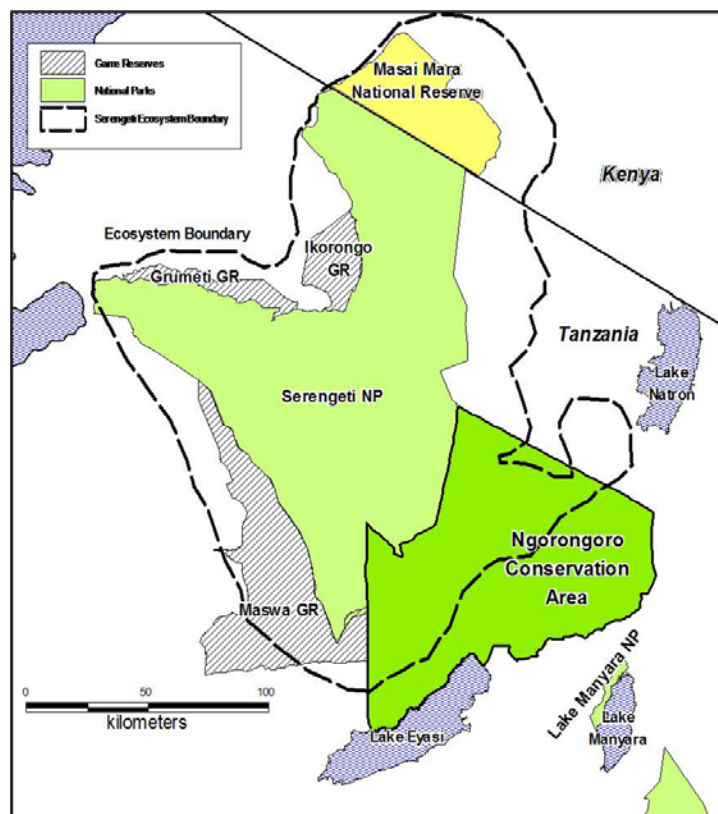 Game Reserves
National Parks
Serengeti Ecosystem Boundary
Masai Mara
National Reserve
Kenya
Ecosystem Boundary
Ikorongo
GR
Grumeti GR
Tanzania
Lake
Natron
Serengeti NP
Ngorongoro
Conservation
Area
Maswa GR
Lake Manyara NP
0 50 100
kilometers
Lake Eyasi
Lake
Manyara